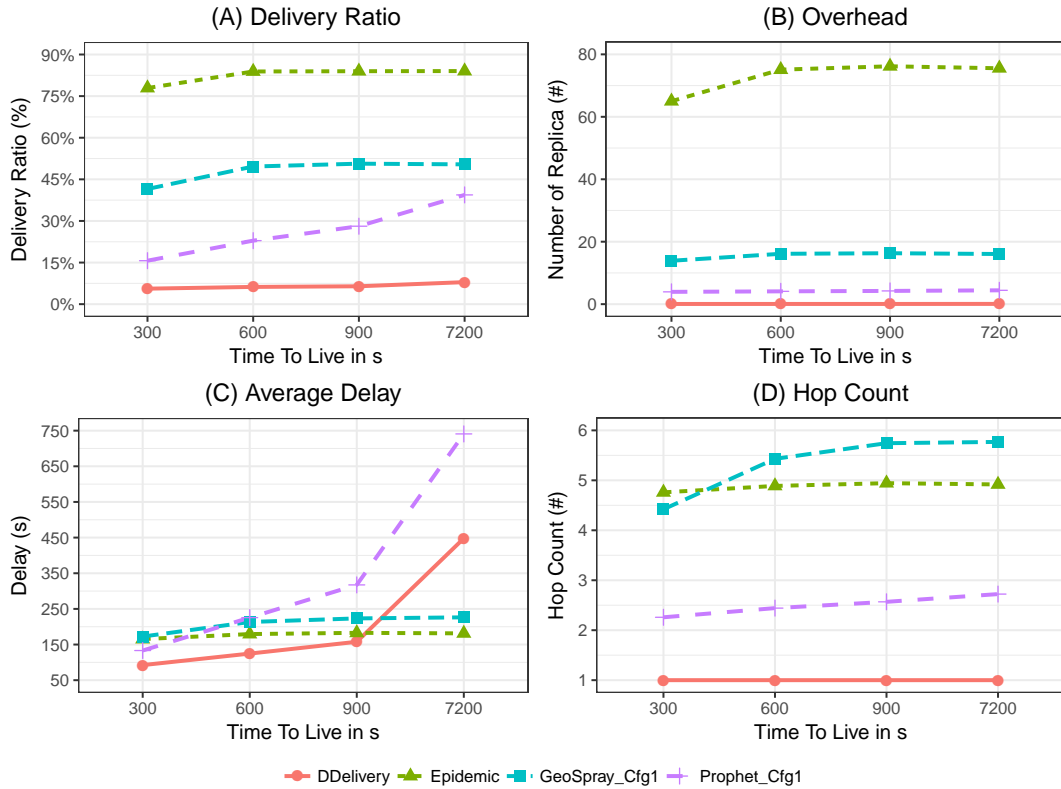 (A) Delivery Ratio
Delivery Ratio (%)
90%
75%
60%
45%
30%
15%
0%
300 600 900 7200
Time To Live in s
(B) Overhead
Number of Replica (#)
80
60
40
20
0
300 600 900 7200
Time To Live in s
(C) Average Delay
Delay (s)
750
650
550
450
350
250
150
50
300 600 900 7200
Time To Live in s
(D) Hop Count
Hop Count (#)
6
5
4
3
2
1
300 600 900 7200
Time To Live in s
DDelivery Epidemic GeoSpray_Cfg1 Prophet_Cfg1